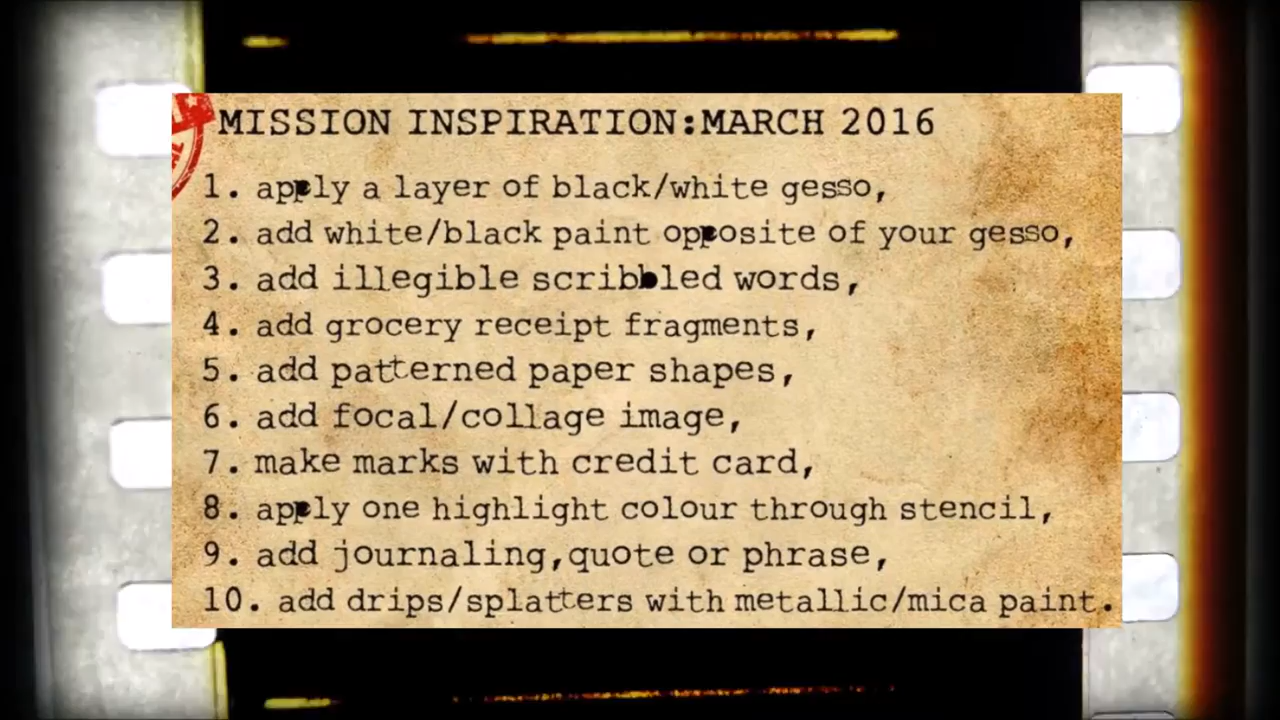 MISSION INSPIRATION:MARCH 2016
1. apply a layer of black/white gesso,
2. add white/black paint opposite of your gesso,
3. add illegible scribbled words,
4. add grocery receipt fragments,
5. add patterned paper shapes,
6. add focal/collage image,
7. make marks with credit card,
8. apply one highlight colour through stencil,
9. add journaling,quote or phrase,
10. add drips/splatters with metallic/mica paint.